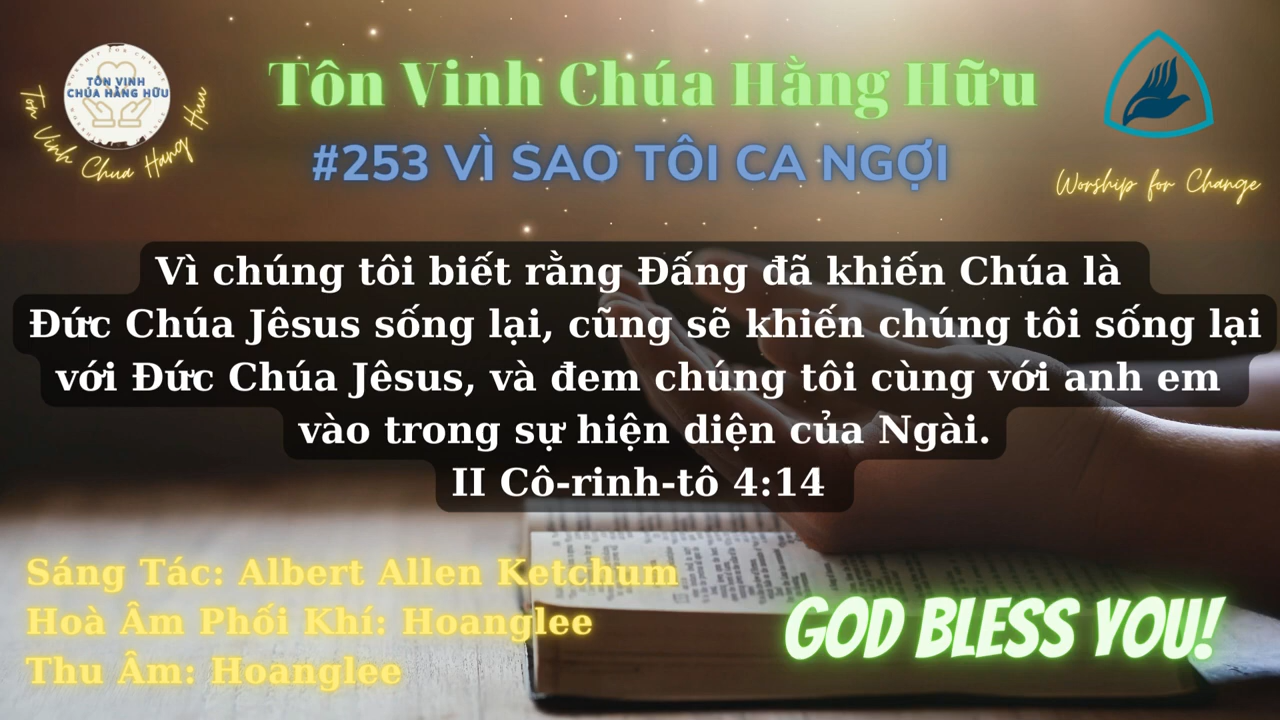 TÔN VINH
CHÚA HẰNG HỮU
Tôn Vinh Chua Hang Huu
Tôn Vinh Chúa Hằng Hữu
#253 VÌ SAO TÔI CA NGỢI
Worship for Change
Vì chúng tôi biết rằng Đấng đã khiến Chúa là
Đức Chúa Jêsus sống lại, cũng sẽ khiến chúng tôi sống lại
với Đức Chúa Jêsus, và đem chúng tôi cùng với anh em
vào trong sự hiện diện của Ngài.
II Cô-rinh-tô 4:14
Sáng Tác: Albert Allen Ketchum
Hoà Âm Phối Khí: Hoanglee
Thu Âm: Hoanglee
GOD BLESS YOU!